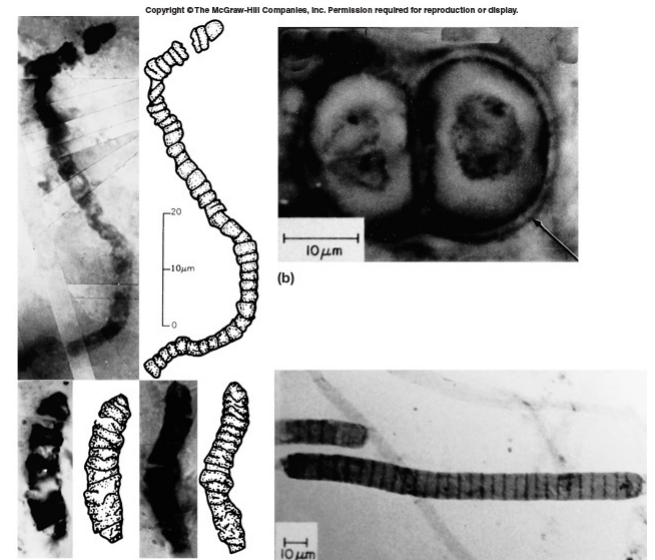 Copyright © The McGraw-Hill Companies, Inc. Permission required for reproduction or display.
20
10μm
0
10μm
(b)
10μm